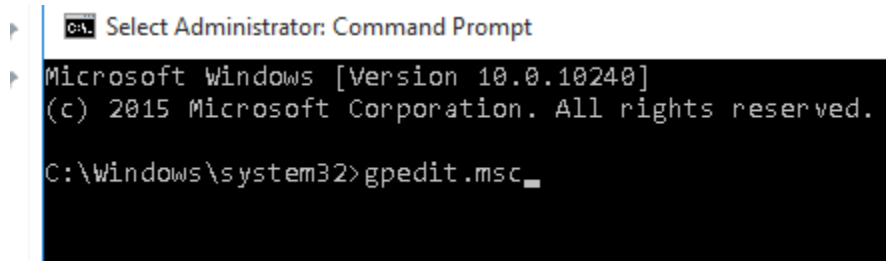 Select Administrator: Command Prompt
Microsoft Windows [Version 10.0.10240]
(c) 2015 Microsoft Corporation. All rights reserved.
C:\Windows\system32>gpedit.msc